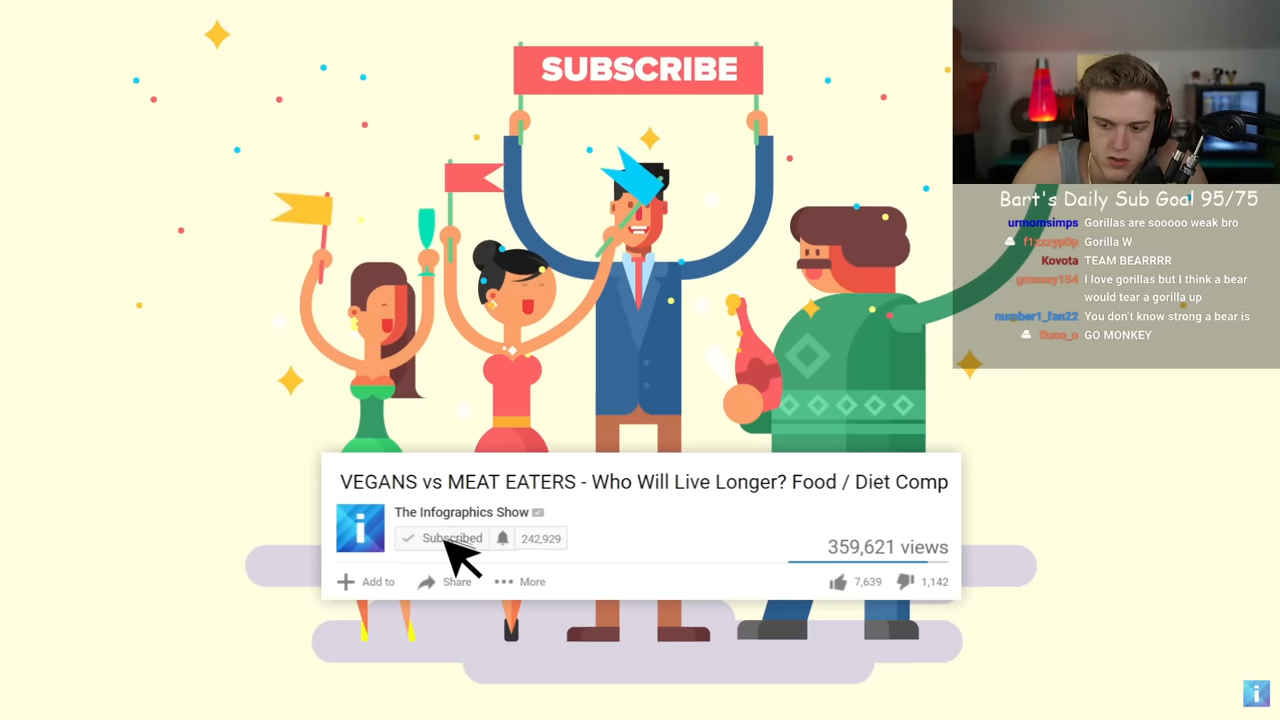 SUBSCRIBE
Bart's Daily Sub Goal 95/75
urmomsimps Gorillas are sooooo weak bro
Gorilla W
Kovota TEAM BEARRRR
I love gorillas but I think a bear
would tear a gorilla up
number1_fan22 You don't know strong a bear is
GO MONKEY
VEGANS vs MEAT EATERS - Who Will Live Longer? Food / Diet Comp
The Infographics Show
Subscribed 242,929
359,621 views
Add to Share More 7,639 1,142